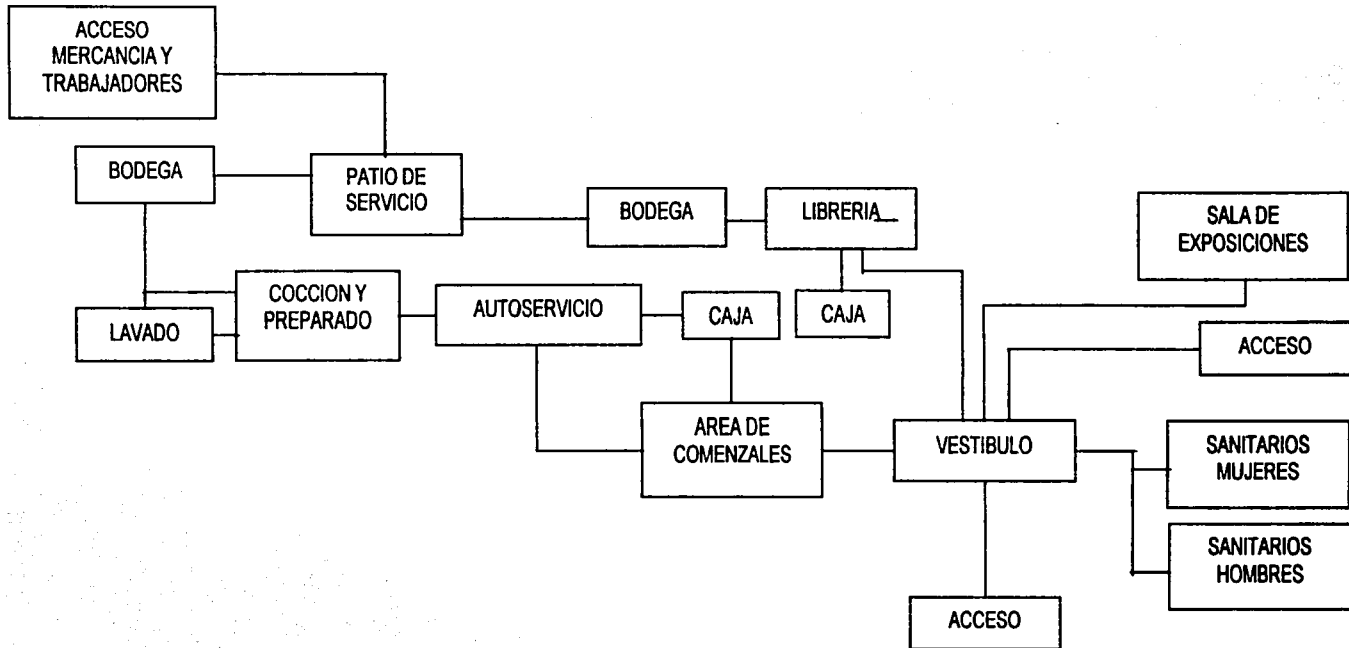 ACCESO
MERCANCIA Y
TRABAJADORES
BODEGA
PATIO DE
SERVICIO
BODEGA
LIBRERIA
SALA DE
EXPOSICIONES
COCCION Y
PREPARADO
AUTOSERVICIO
CAJA
CAJA
LAVADO
ACCESO
AREA DE
COMENZALES
VESTIBULO
SANITARIOS
MUJERES
SANITARIOS
HOMBRES
ACCESO